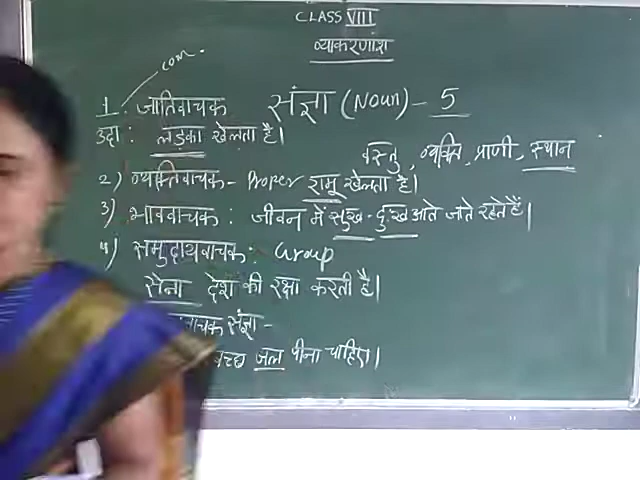 CLASS VIII
व्याकरणांश
com.
1. जातिवाचक संज्ञा (Noun) - 5
उदा: लड़का खेलता है।
वस्तु, व्यक्ति, प्राणी, स्थान
2) व्यक्तिवाचक - Proper रामू खेलता है।
3) भाववाचक: जीवन में सुख-दुःख आते जाते रहते हैं।
4) समुदायवाचक: Group
सेना देश की रक्षा करती है।
वाचक संज्ञा -
जल पीना चाहिए।